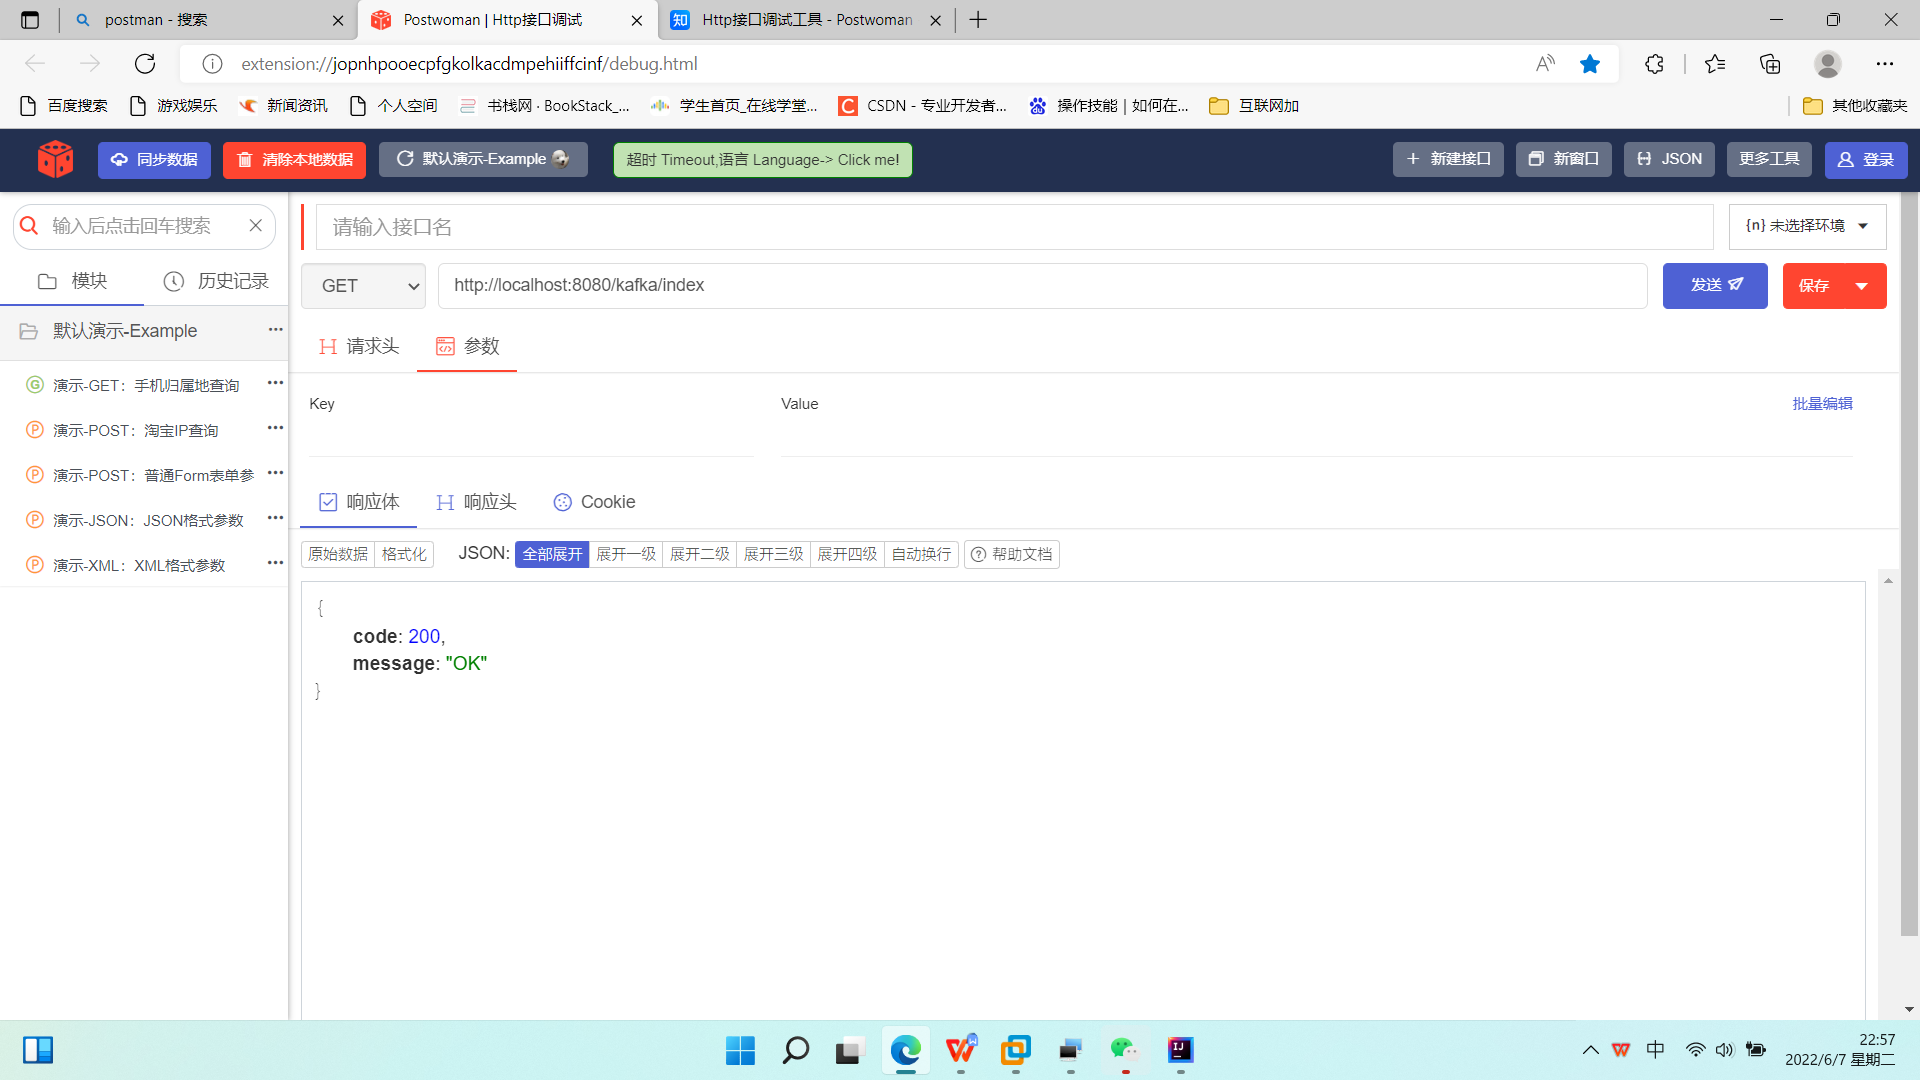 postman - 搜索
Postwoman | Http接口调试
Http接口调试工具 - Postwoman
extension://jopnhpooecpfgkolkacdmpehiiffcinf/debug.html
百度搜索
游戏娱乐
新闻资讯
个人空间
书栈网 · BookStack_...
学生首页_在线学堂...
CSDN - 专业开发者...
操作技能 | 如何在...
互联网加
其他收藏夹
同步数据
清除本地数据
默认演示-Example
超时 Timeout,语言 Language-> Click me!
新建接口
新窗口
JSON
更多工具
登录
输入后点击回车搜索
请输入接口名
{n} 未选择环境
模块
历史记录
GET
http://localhost:8080/kafka/index
发送
保存
默认演示-Example
请求头
参数
演示-GET：手机归属地查询
演示-POST：淘宝IP查询
演示-POST：普通Form表单参
演示-JSON：JSON格式参数
演示-XML：XML格式参数
Key
Value
批量编辑
响应体
响应头
Cookie
原始数据
格式化
JSON:
全部展开
展开一级
展开二级
展开三级
展开四级
自动换行
帮助文档
{
code: 200,
message: "OK"
}
中
22:57
2022/6/7 星期二